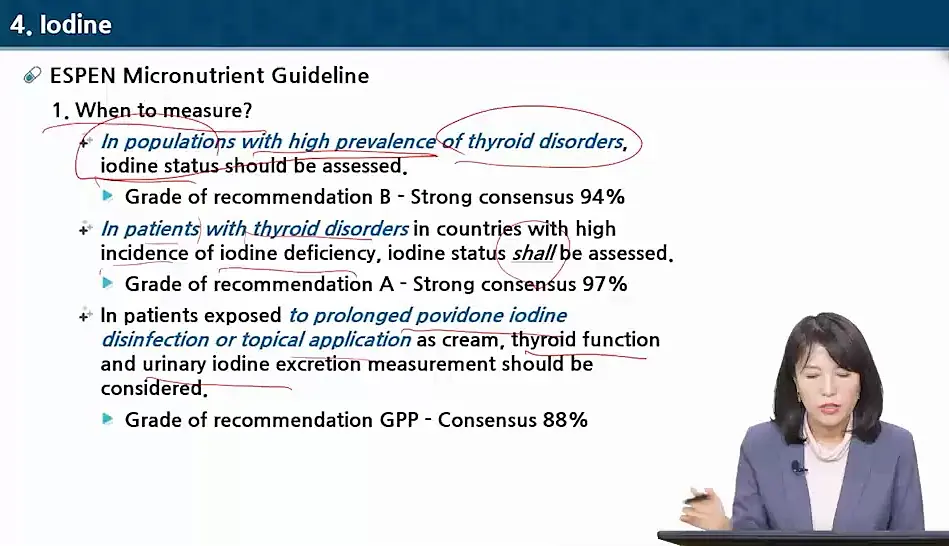 4. Iodine
ESPEN Micronutrient Guideline
1. When to measure?
In populations with high prevalence of thyroid disorders,
iodine status should be assessed.
Grade of recommendation B - Strong consensus 94%
In patients with thyroid disorders in countries with high
incidence of iodine deficiency, iodine status shall be assessed.
Grade of recommendation A - Strong consensus 97%
In patients exposed to prolonged povidone iodine
disinfection or topical application as cream, thyroid function
and urinary iodine excretion measurement should be
considered.
Grade of recommendation GPP - Consensus 88%